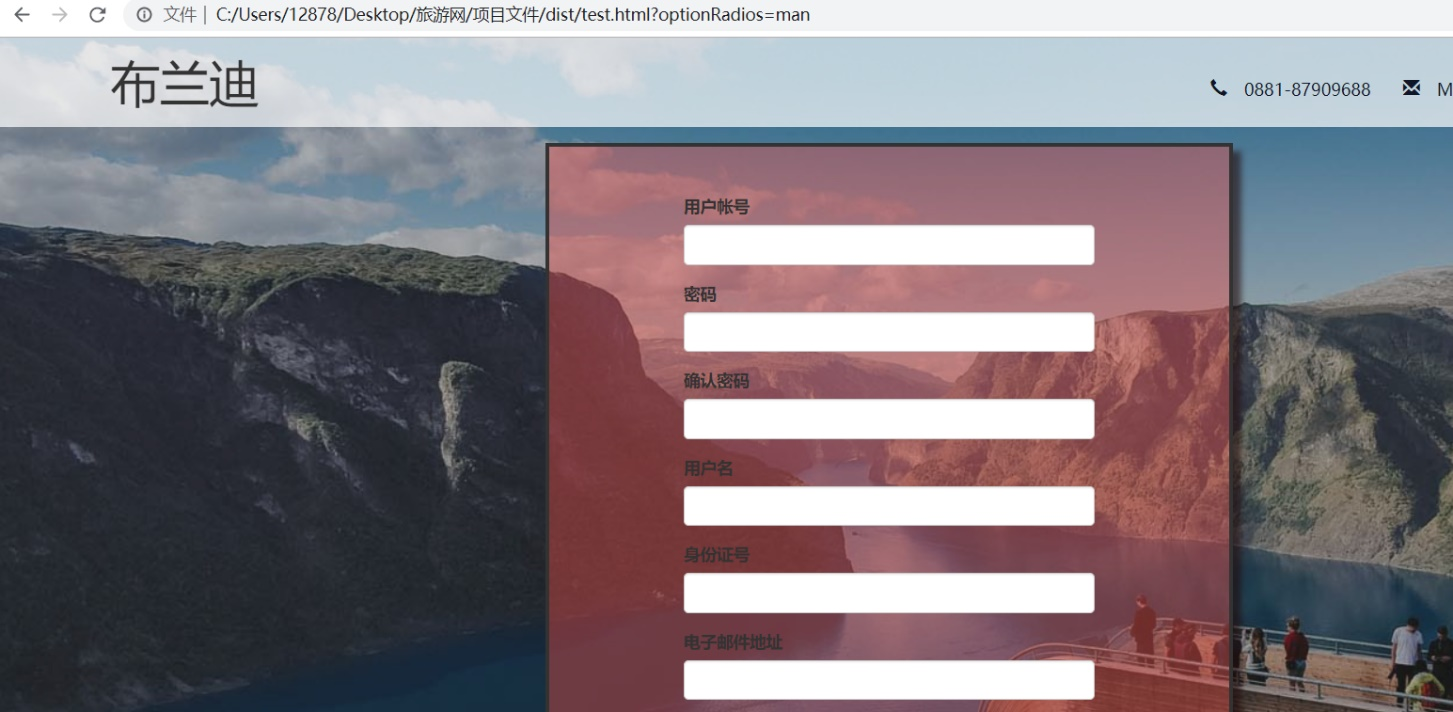 文件 | C:/Users/12878/Desktop/旅游网/项目文件/dist/test.html?optionRadios=man
布兰迪
0881-87909688
M
用户帐号
密码
确认密码
用户名
身份证号
电子邮件地址